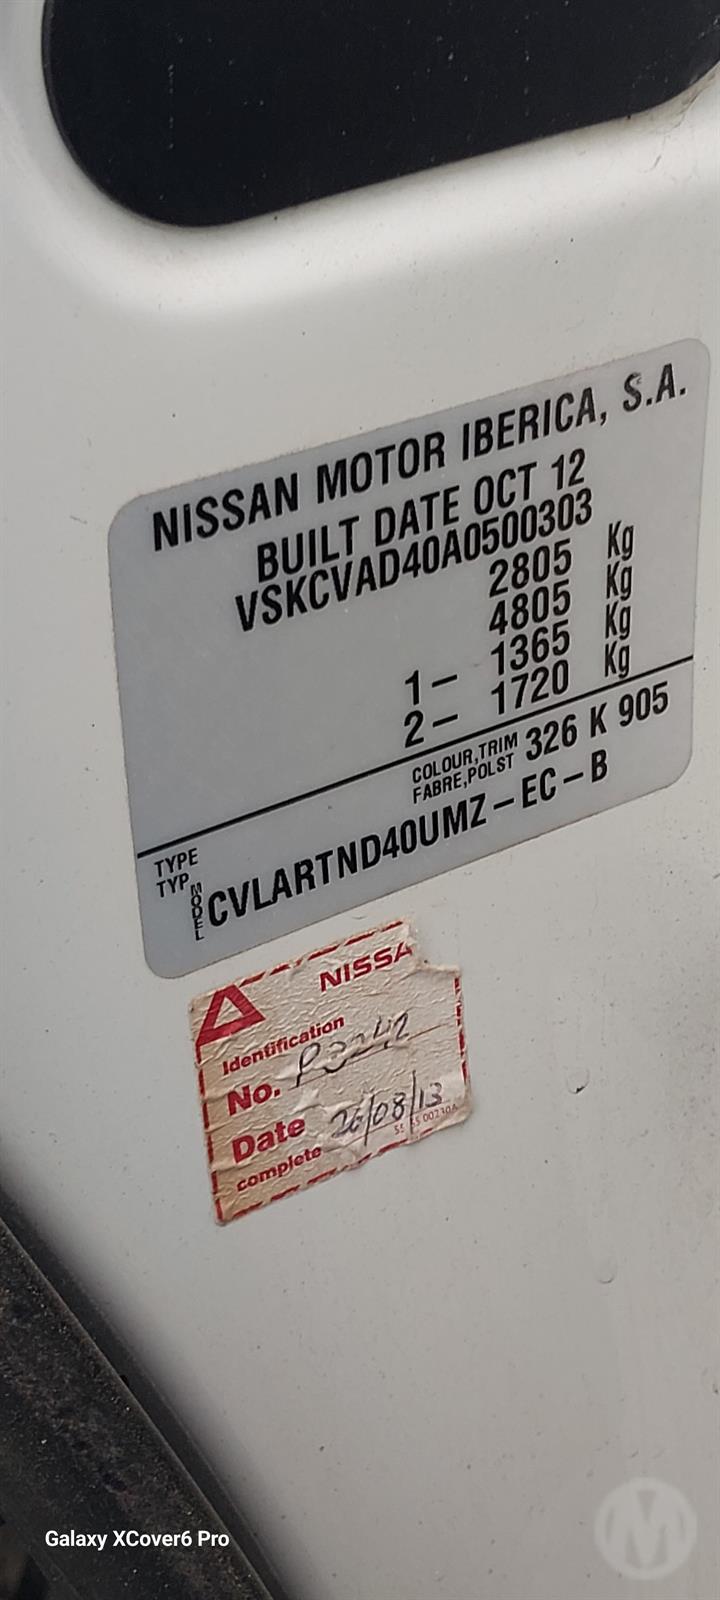 NISSAN MOTOR IBERICA, S.A.
BUILT DATE OCT 12
VSKCVAD40A0500303
2805 Kg
4805 Kg
1- 1365 Kg
2- 1720 Kg
COLOUR,TRIM 326 K 905
FABRE,POLST
TYPE
TYP
MODEL CVLARTND40UMZ-EC-B
NISSA
Identification
No.
Date 26/08/13
complete
Galaxy XCover6 Pro
M